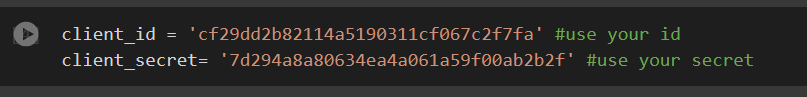 client_id = 'cf29dd2b82114a5190311cf067c2f7fa' #use your id
client_secret= '7d294a8a80634ea4a061a59f00ab2b2f' #use your secret